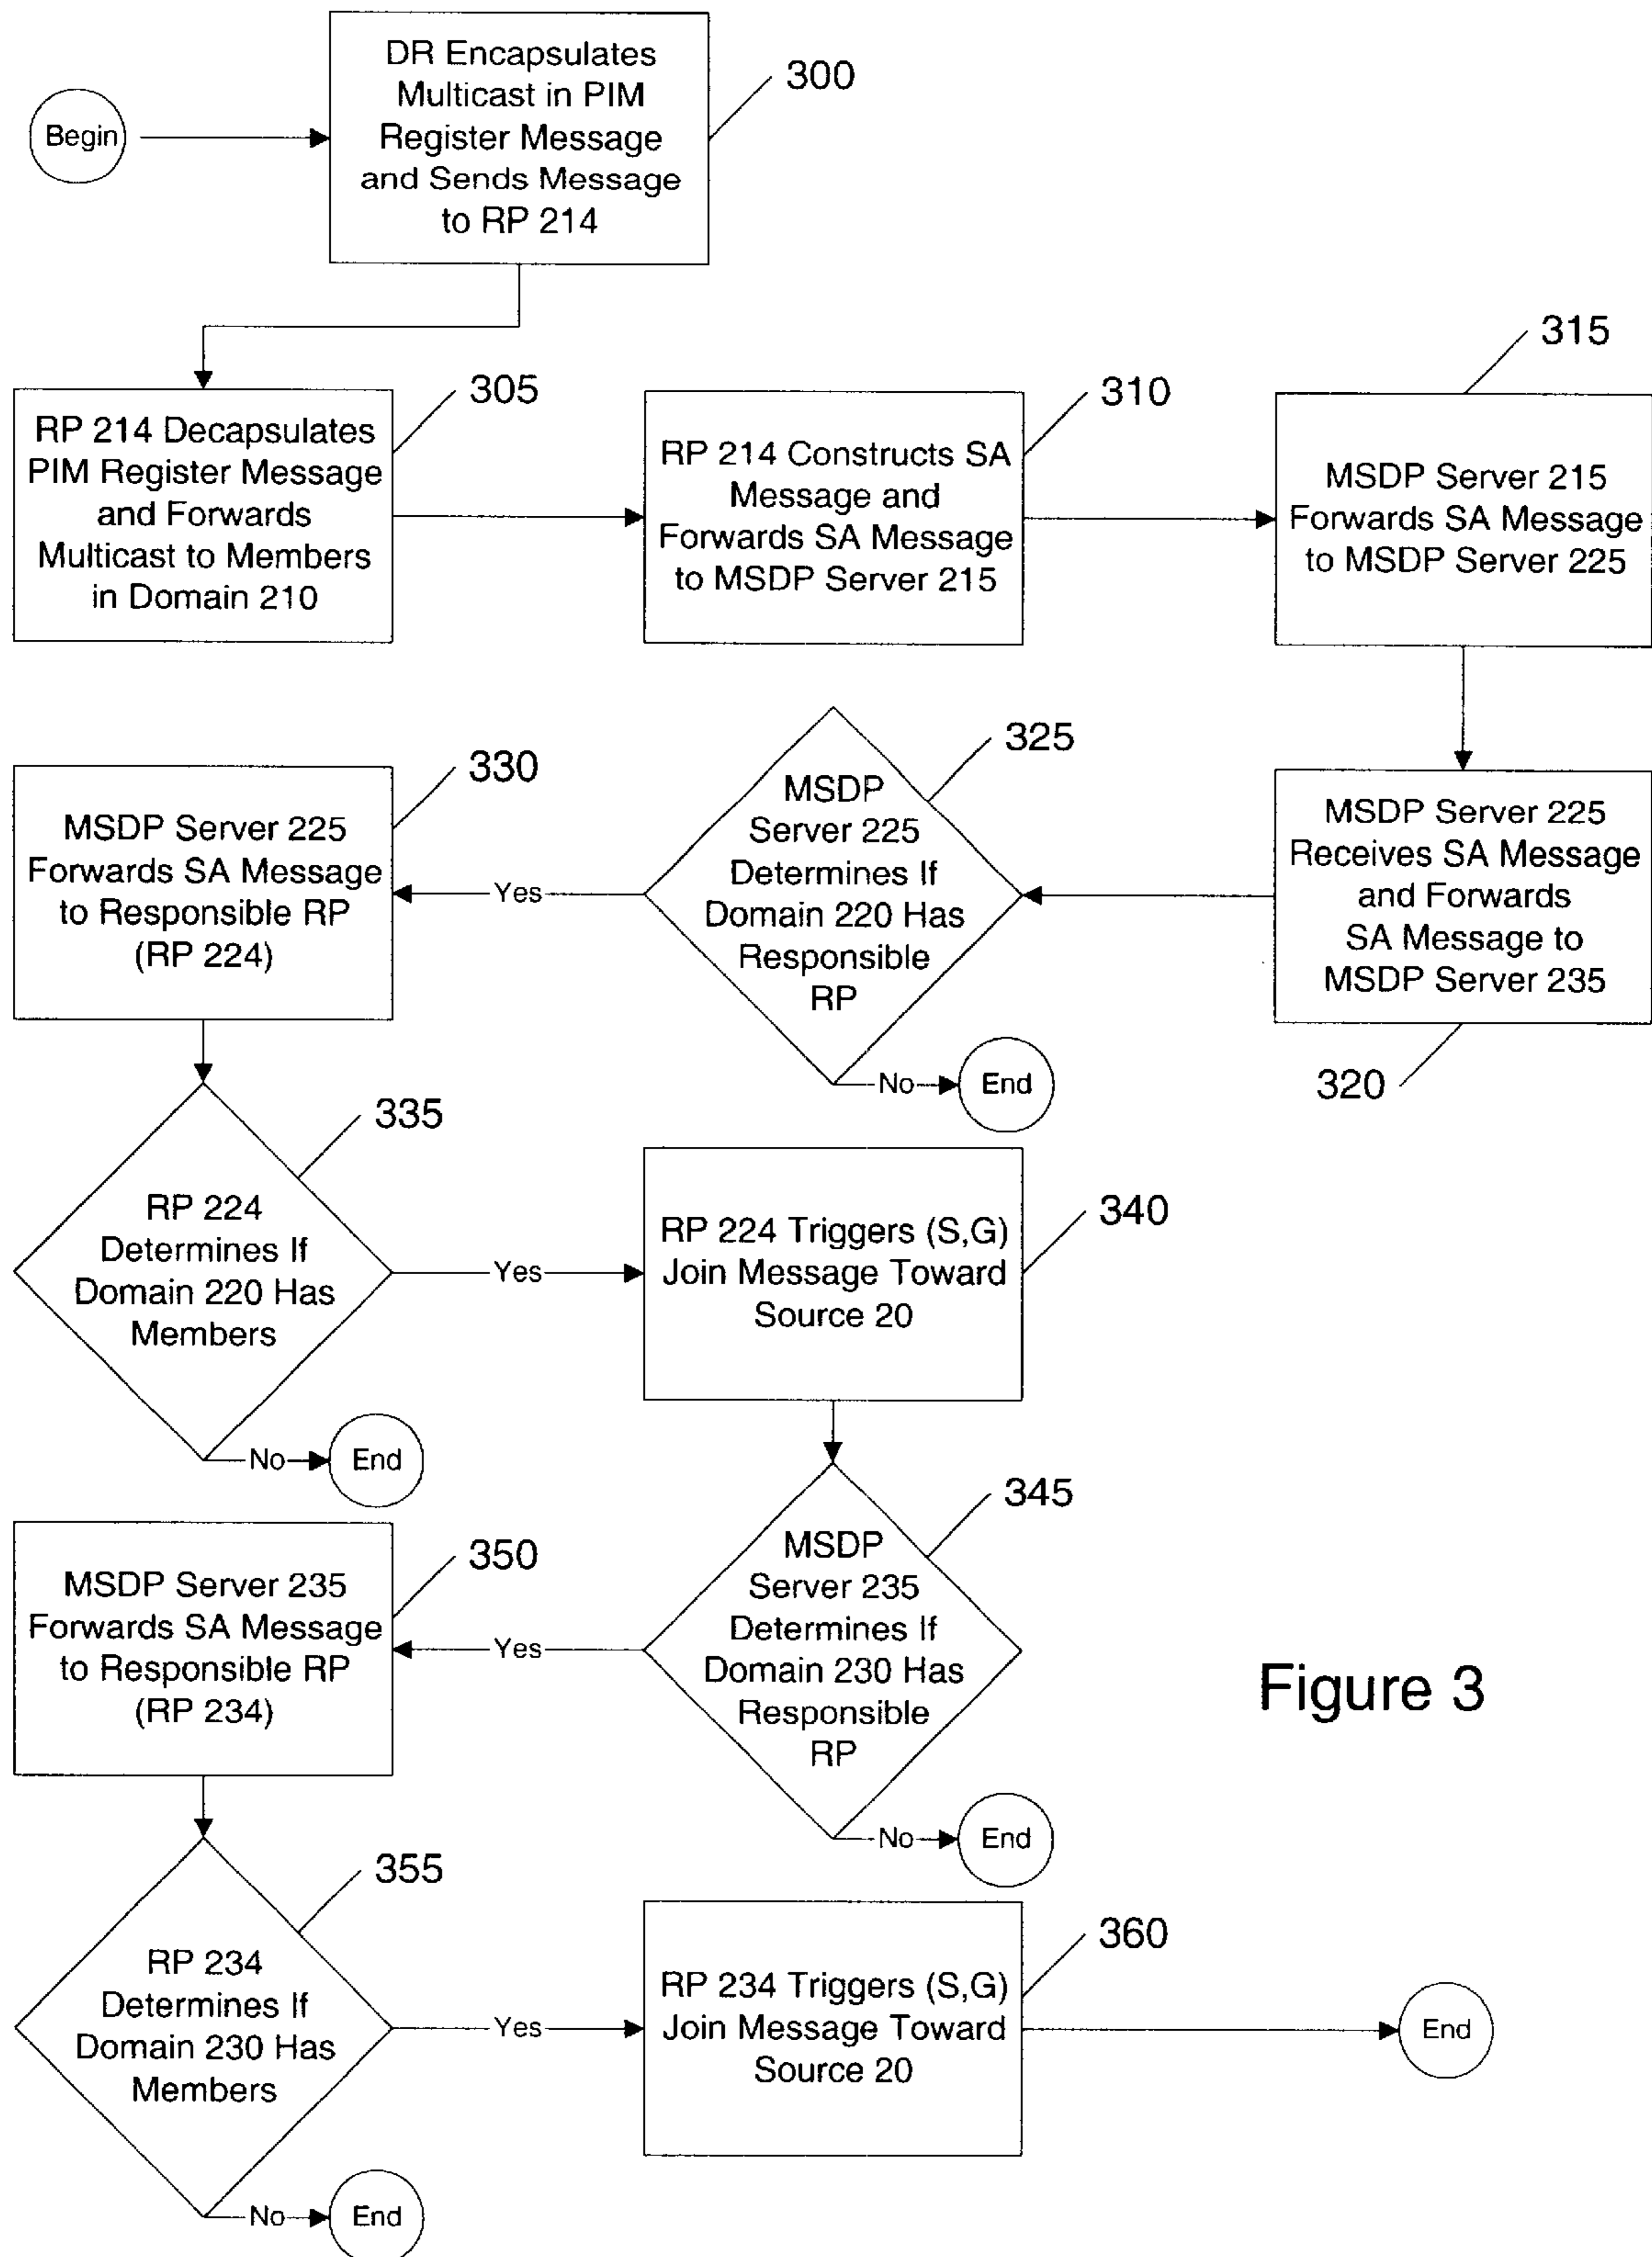 Begin
DR Encapsulates
Multicast in PIM
Register Message
and Sends Message
to RP 214
300
RP 214 Decapsulates
PIM Register Message
and Forwards
Multicast to Members
in Domain 210
305
RP 214 Constructs SA
Message and
Forwards SA Message
to MSDP Server 215
310
MSDP Server 215
Forwards SA Message
to MSDP Server 225
315
MSDP Server 225
Receives SA Message
and Forwards
SA Message to
MSDP Server 235
320
MSDP
Server 225
Determines If
Domain 220 Has
Responsible
RP
325
Yes
No
End
MSDP Server 225
Forwards SA Message
to Responsible RP
(RP 224)
330
RP 224
Determines If
Domain 220 Has
Members
335
Yes
No
End
RP 224 Triggers (S,G)
Join Message Toward
Source 20
340
MSDP
Server 235
Determines If
Domain 230 Has
Responsible
RP
345
Yes
No
End
MSDP Server 235
Forwards SA Message
to Responsible RP
(RP 234)
350
RP 234
Determines If
Domain 230 Has
Members
355
Yes
No
End
RP 234 Triggers (S,G)
Join Message Toward
Source 20
360
End
Figure 3